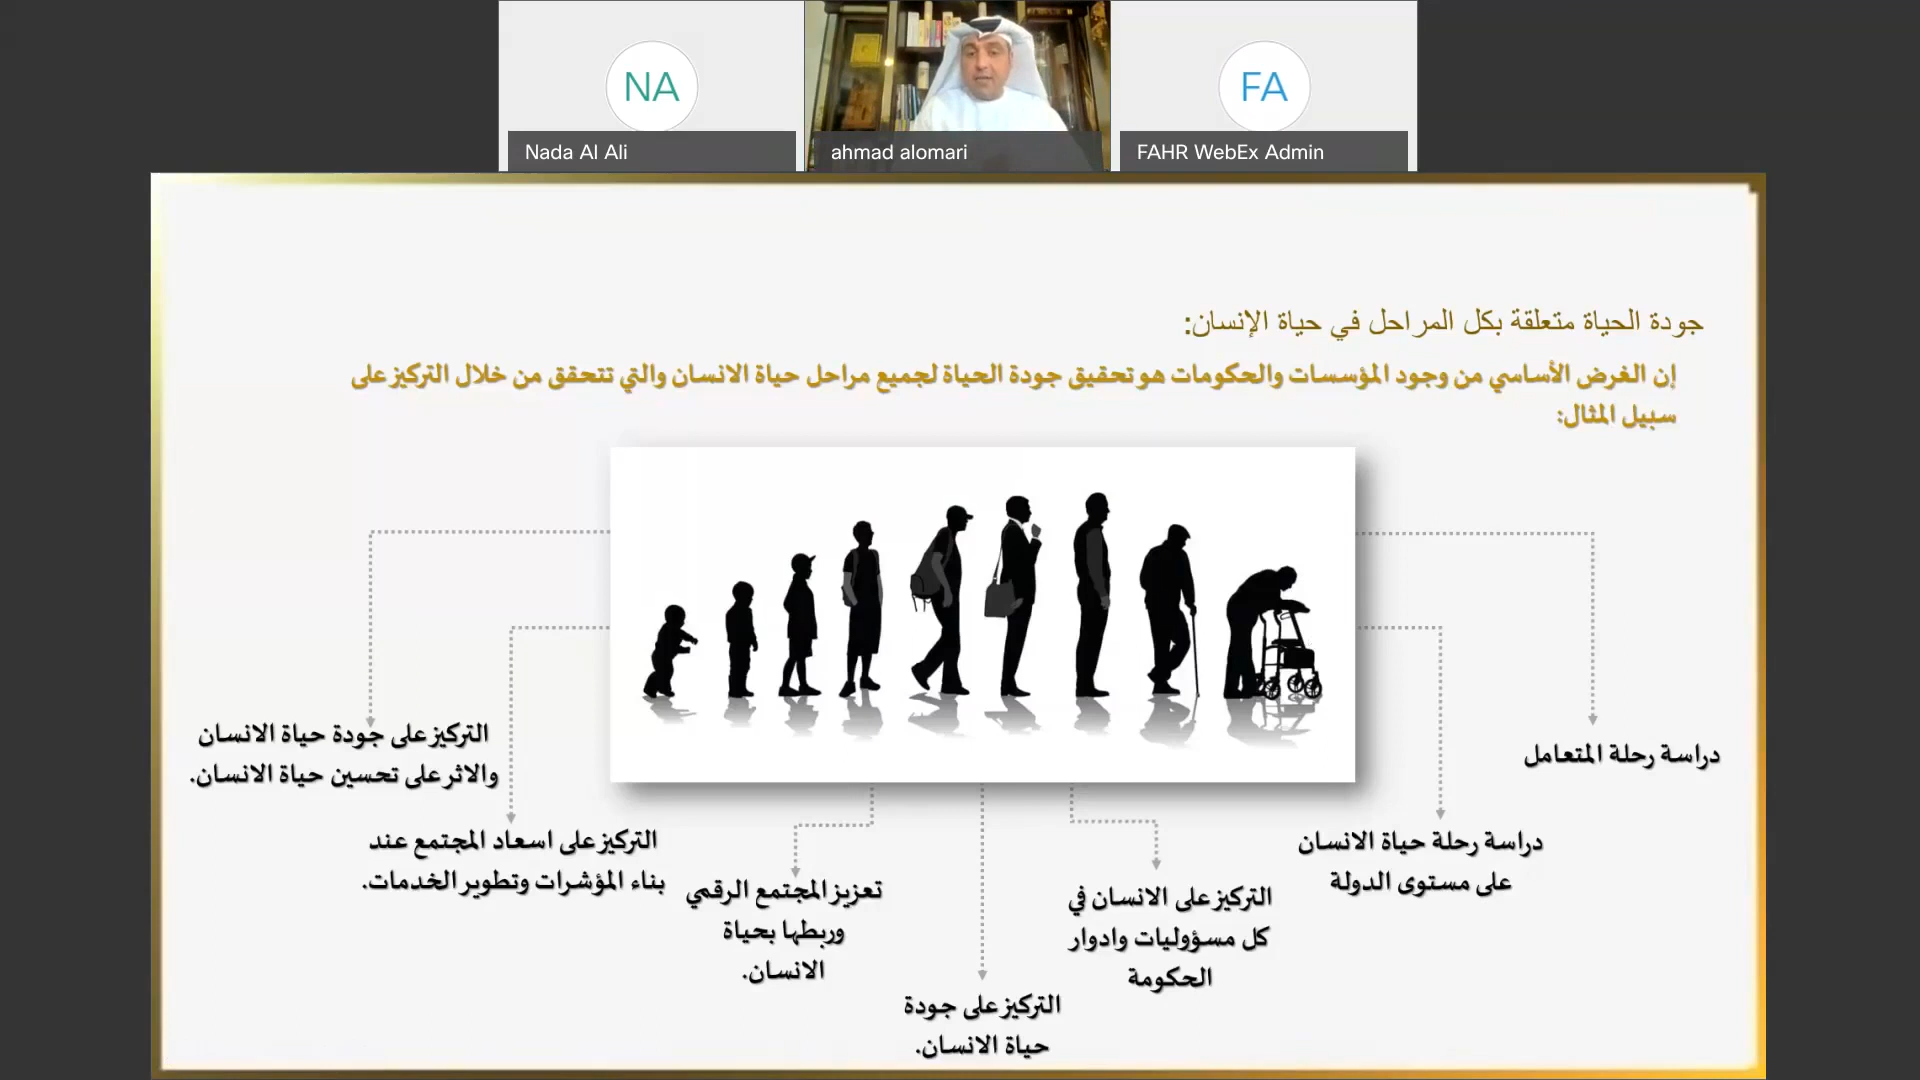 NA
FA
Nada Al Ali
ahmad alomari
FAHR WebEx Admin
جودة الحياة متعلقة بكل المراحل في حياة الإنسان:
إن الغرض الأساسي من وجود المؤسسات والحكومات هو تحقيق جودة الحياة لجميع مراحل حياة الانسان والتي تتحقق من خلال التركيز على
سبيل المثال:
دراسة رحلة المتعامل
دراسة رحلة حياة الانسان
على مستوى الدولة
التركيز على الانسان في
كل مسؤوليات وادوار
الحكومة
التركيز على جودة
حياة الانسان.
تعزيز المجتمع الرقمي
وربطها بحياة
الانسان.
التركيز على اسعاد المجتمع عند
بناء المؤشرات وتطوير الخدمات.
التركيز على جودة حياة الانسان
والاثر على تحسين حياة الانسان.